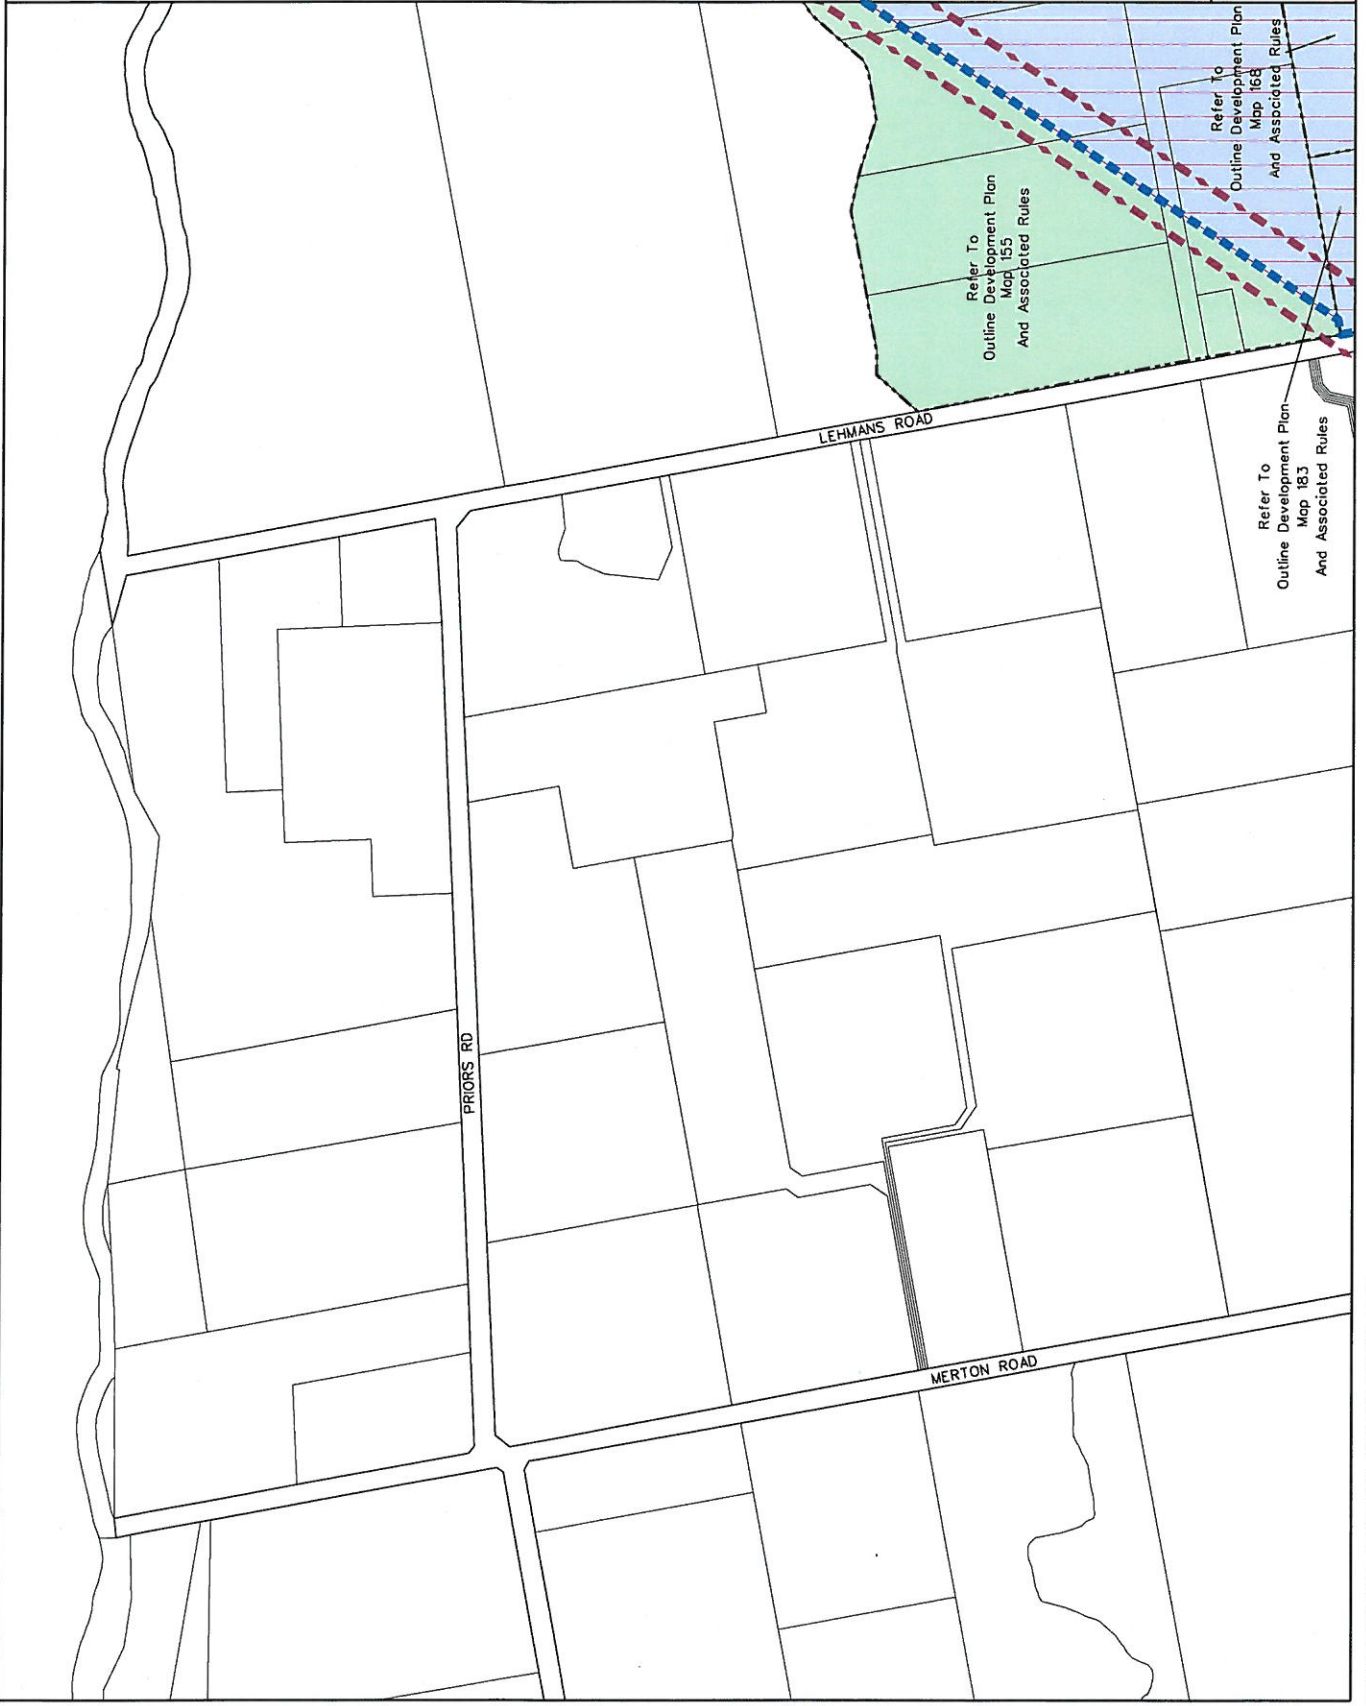 Refer To
Outline Development Plan
Map 168
And Associated Rules
Refer To
Outline Development Plan
Map 155
And Associated Rules
LEHMANS ROAD
Refer To
Outline Development Plan
Map 183
And Associated Rules
PRIORS RD
MERTON ROAD